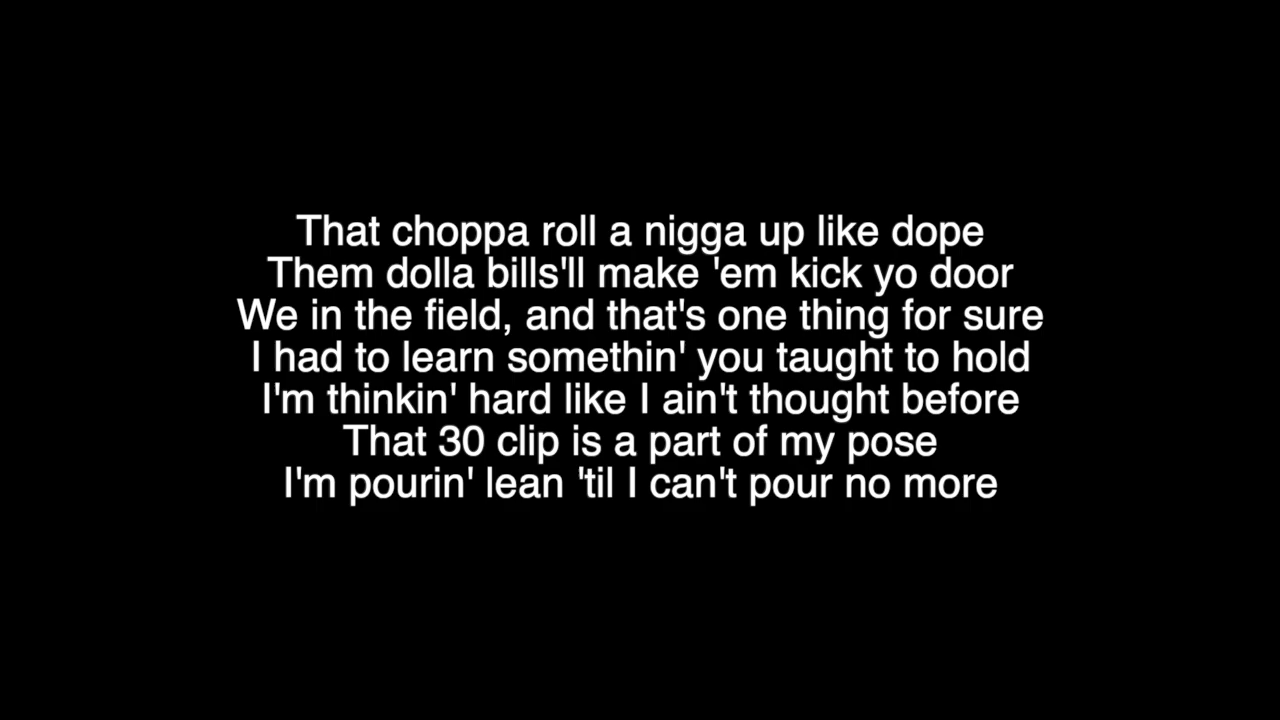 That choppa roll a nigga up like dope
Them dolla bills'll make 'em kick yo door
We in the field, and that's one thing for sure
I had to learn somethin' you taught to hold
I'm thinkin' hard like I ain't thought before
That 30 clip is a part of my pose
I'm pourin' lean 'til I can't pour no more